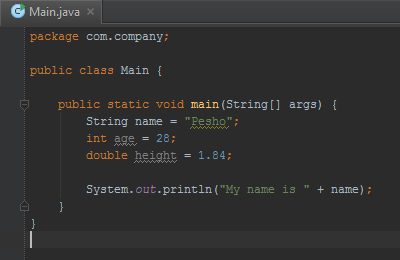 Main.java
package com.company;
public class Main {
public static void main(String[] args) {
String name = "Pesho";
int age = 28;
double height = 1.84;
System.out.println("My name is " + name);
}
}